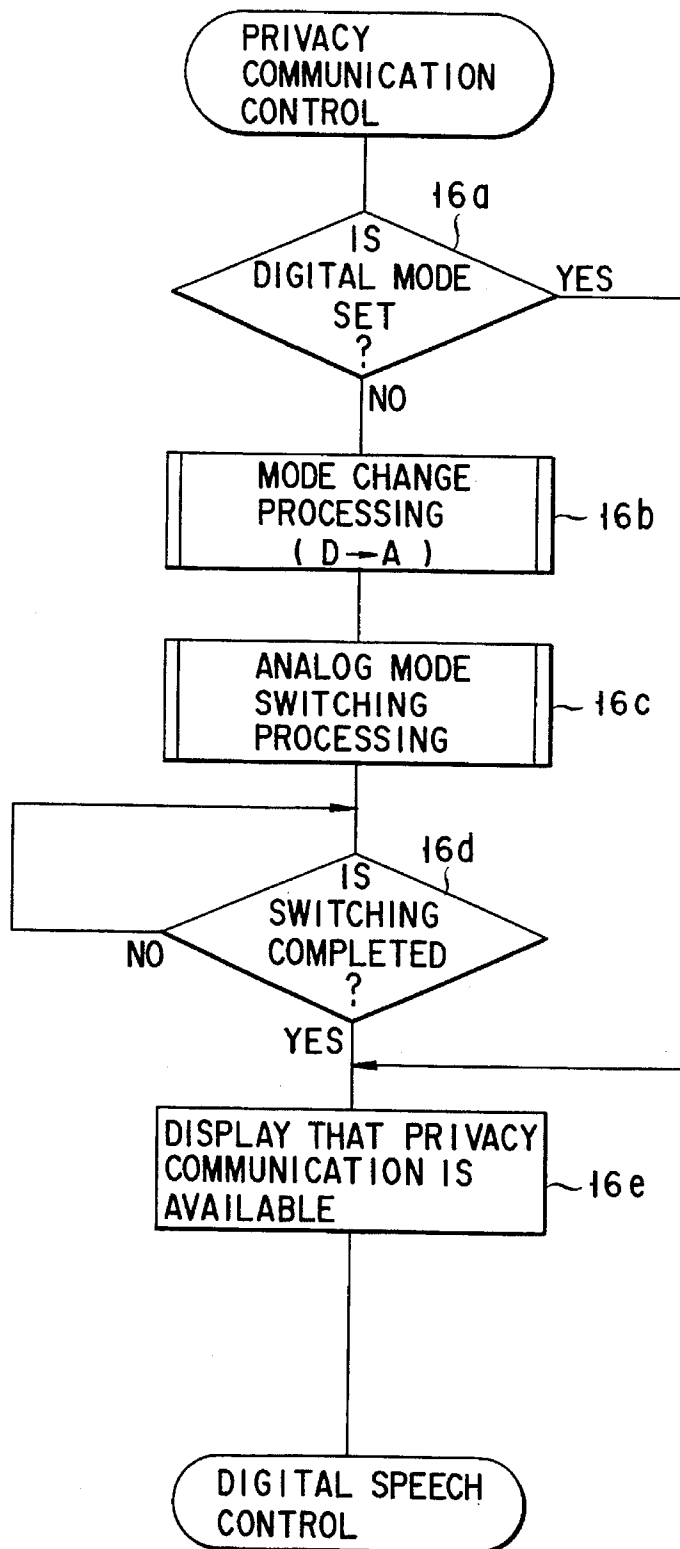 PRIVACY
COMMUNICATION
CONTROL
16a
IS
DIGITAL MODE
SET
?
YES
NO
MODE CHANGE
PROCESSING
( D→A )
16b
ANALOG MODE
SWITCHING
PROCESSING
16c
16d
IS
SWITCHING
COMPLETED
?
NO
YES
DISPLAY THAT PRIVACY
COMMUNICATION IS
AVAILABLE
16e
DIGITAL SPEECH
CONTROL